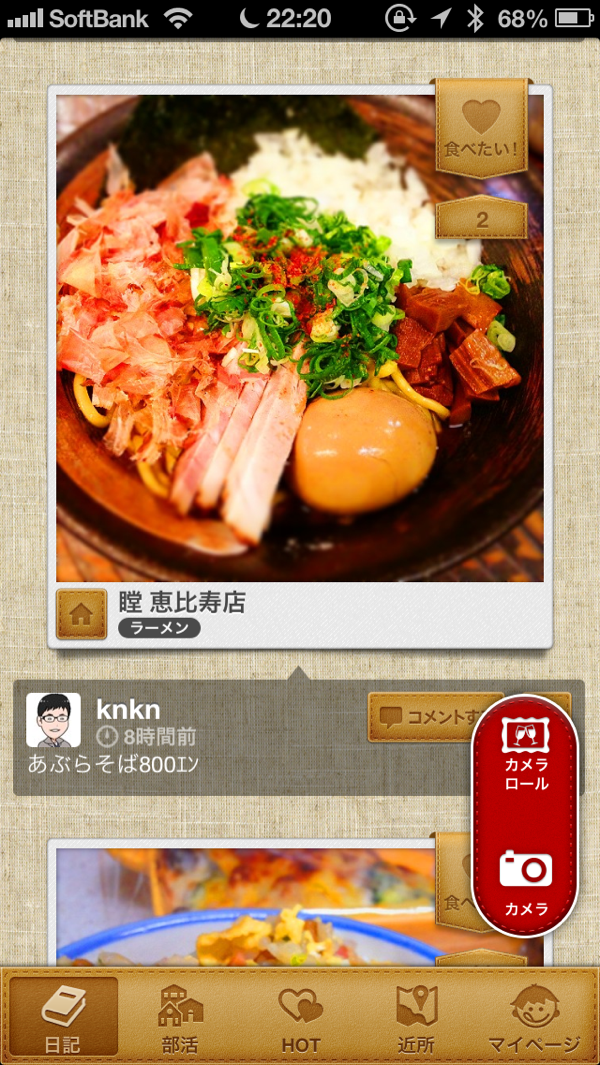 SoftBank 22:20 68%
食べたい!
2
瞠 恵比寿店
ラーメン
knkn
8時間前
コメントす
あぶらそば800ｴﾝ
カメラ
ロール
カメラ
食べ
日記 部活 HOT 近所 マイページ